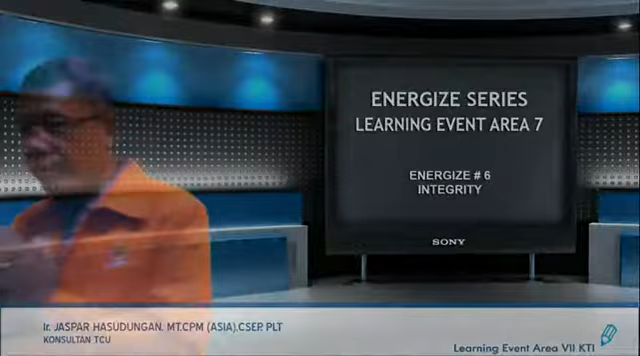 ENERGIZE SERIES
LEARNING EVENT AREA 7
ENERGIZE # 6
INTEGRITY
SONY
Ir. JASPAR HASUDUNGAN. MT.CPM (ASIA).CSEP. PLT
KONSULTAN TCU
Learning Event Area VII KTI